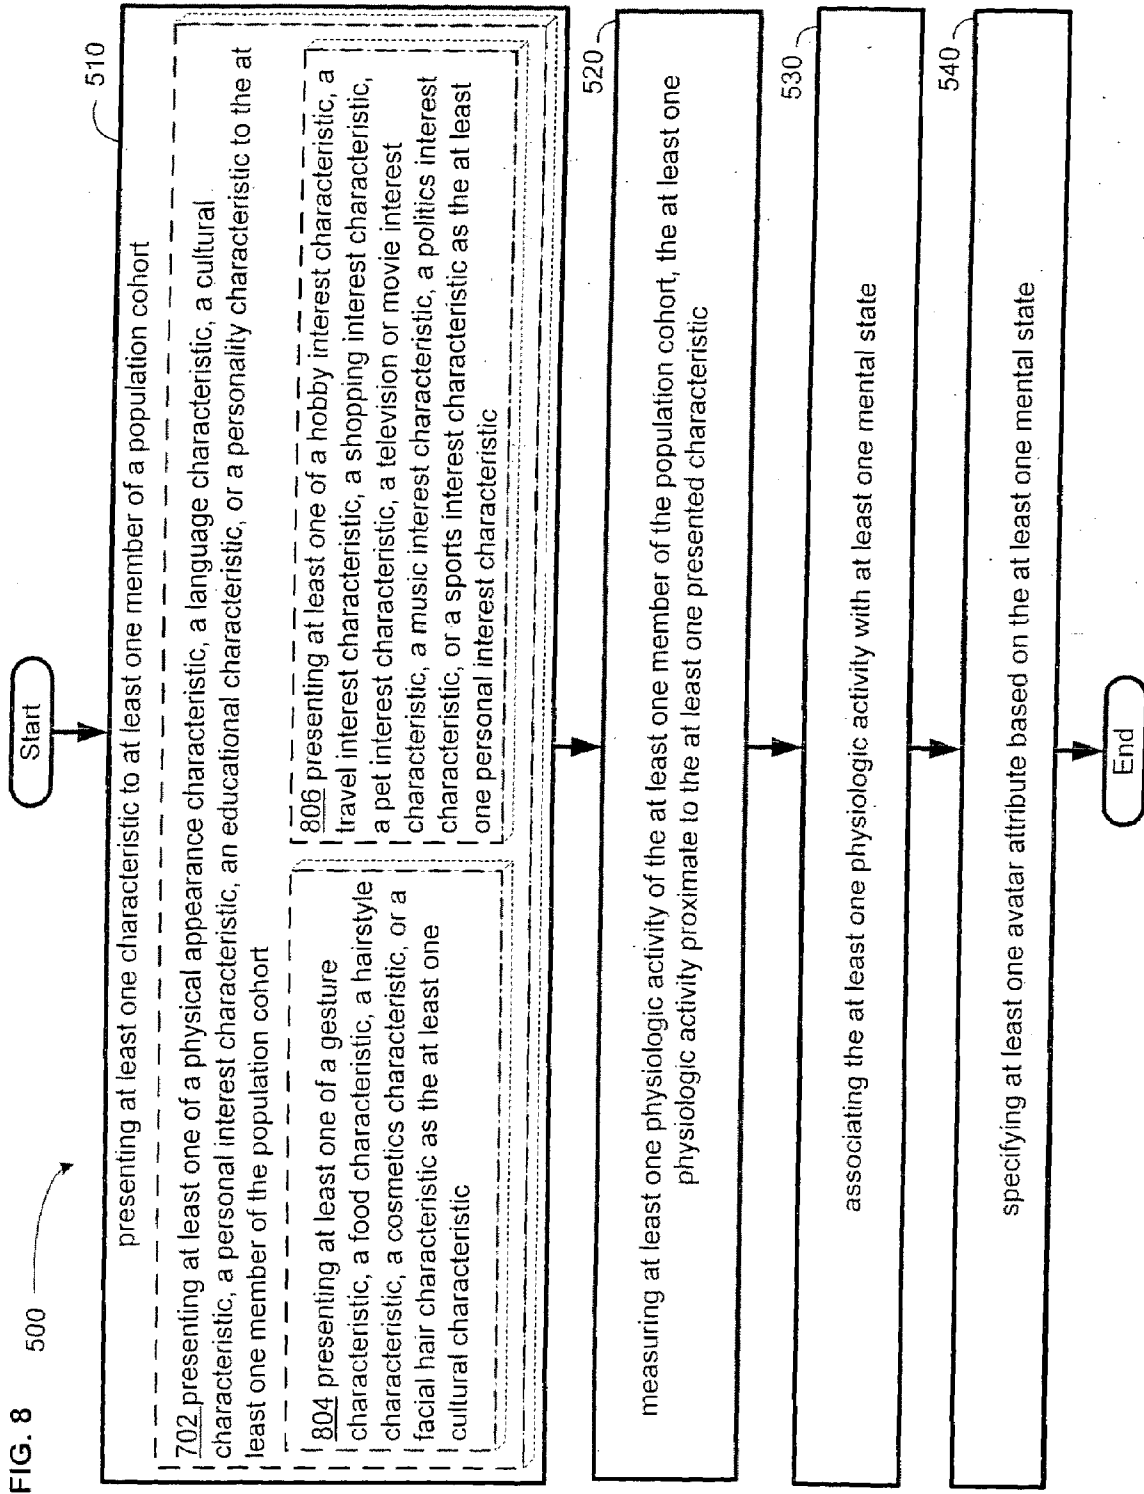 FIG. 8
500
Start
510
presenting at least one characteristic to at least one member of a population cohort
702 presenting at least one of a physical appearance characteristic, a language characteristic, a cultural
characteristic, a personal interest characteristic, an educational characteristic, or a personality characteristic to the at
least one member of the population cohort
804 presenting at least one of a gesture
characteristic, a food characteristic, a hairstyle
characteristic, a cosmetics characteristic, or a
facial hair characteristic as the at least one
cultural characteristic
806 presenting at least one of a hobby interest characteristic, a
travel interest characteristic, a shopping interest characteristic,
a pet interest characteristic, a television or movie interest
characteristic, a music interest characteristic, a politics interest
characteristic, or a sports interest characteristic as the at least
one personal interest characteristic
520
measuring at least one physiologic activity of the at least one member of the population cohort, the at least one
physiologic activity proximate to the at least one presented characteristic
530
associating the at least one physiologic activity with at least one mental state
540
specifying at least one avatar attribute based on the at least one mental state
End